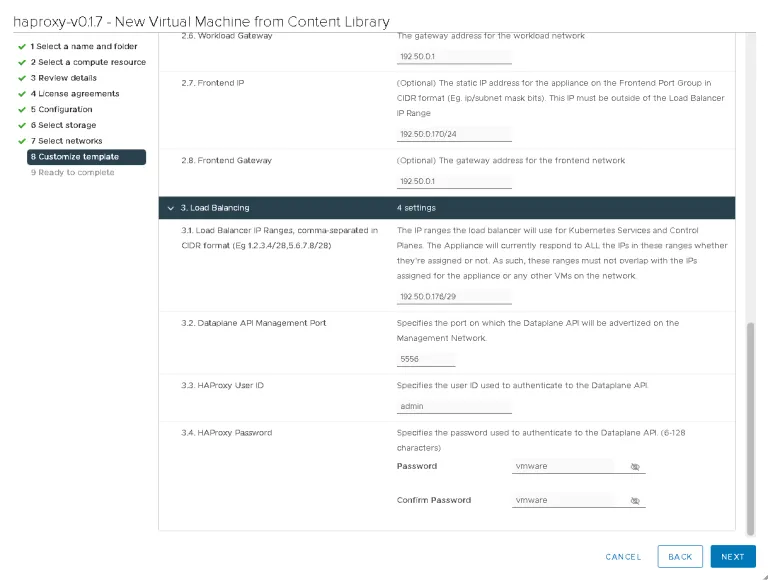 haproxy-v0.1.7 - New Virtual Machine from Content Library
1 Select a name and folder
2 Select a compute resource
3 Review details
4 License agreements
5 Configuration
6 Select storage
7 Select networks
8 Customize template
9 Ready to complete
2.6. Workload Gateway
The gateway address for the workload network
192.50.0.1
2.7. Frontend IP
(Optional) The static IP address for the appliance on the Frontend Port Group in
CIDR format (Eg. ip/subnet mask bits). This IP must be outside of the Load Balancer
IP Range
192.50.0.170/24
2.8. Frontend Gateway
(Optional) The gateway address for the frontend network
192.50.0.1
3. Load Balancing
4 settings
3.1. Load Balancer IP Ranges, comma-separated in
CIDR format (Eg 1.2.3.4/28,5.6.7.8/28)
The IP ranges the load balancer will use for Kubernetes Services and Control
Planes. The Appliance will currently respond to ALL the IPs in these ranges whether
they're assigned or not. As such, these ranges must not overlap with the IPs
assigned for the appliance or any other VMs on the network.
192.50.0.176/29
3.2. Dataplane API Management Port
Specifies the port on which the Dataplane API will be advertized on the
Management Network.
5556
3.3. HAProxy User ID
Specifies the user ID used to authenticate to the Dataplane API
admin
3.4. HAProxy Password
Specifies the password used to authenticate to the Dataplane API. (6-128
characters)
Password
vmware
Confirm Password
vmware
CANCEL
BACK
NEXT